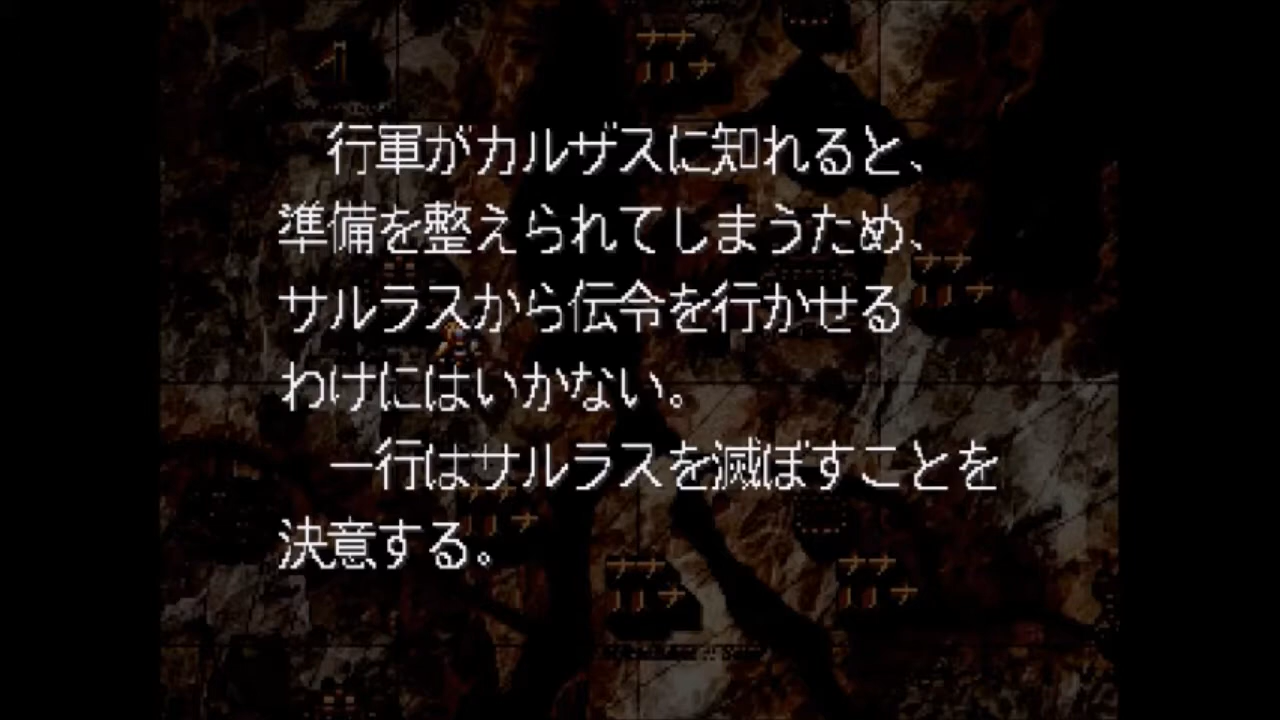 行軍がカルザスに知れると、
準備を整えられてしまうため、
サルラスから伝令を行かせる
わけにはいかない。
一行はサルラスを滅ぼすことを
決意する。